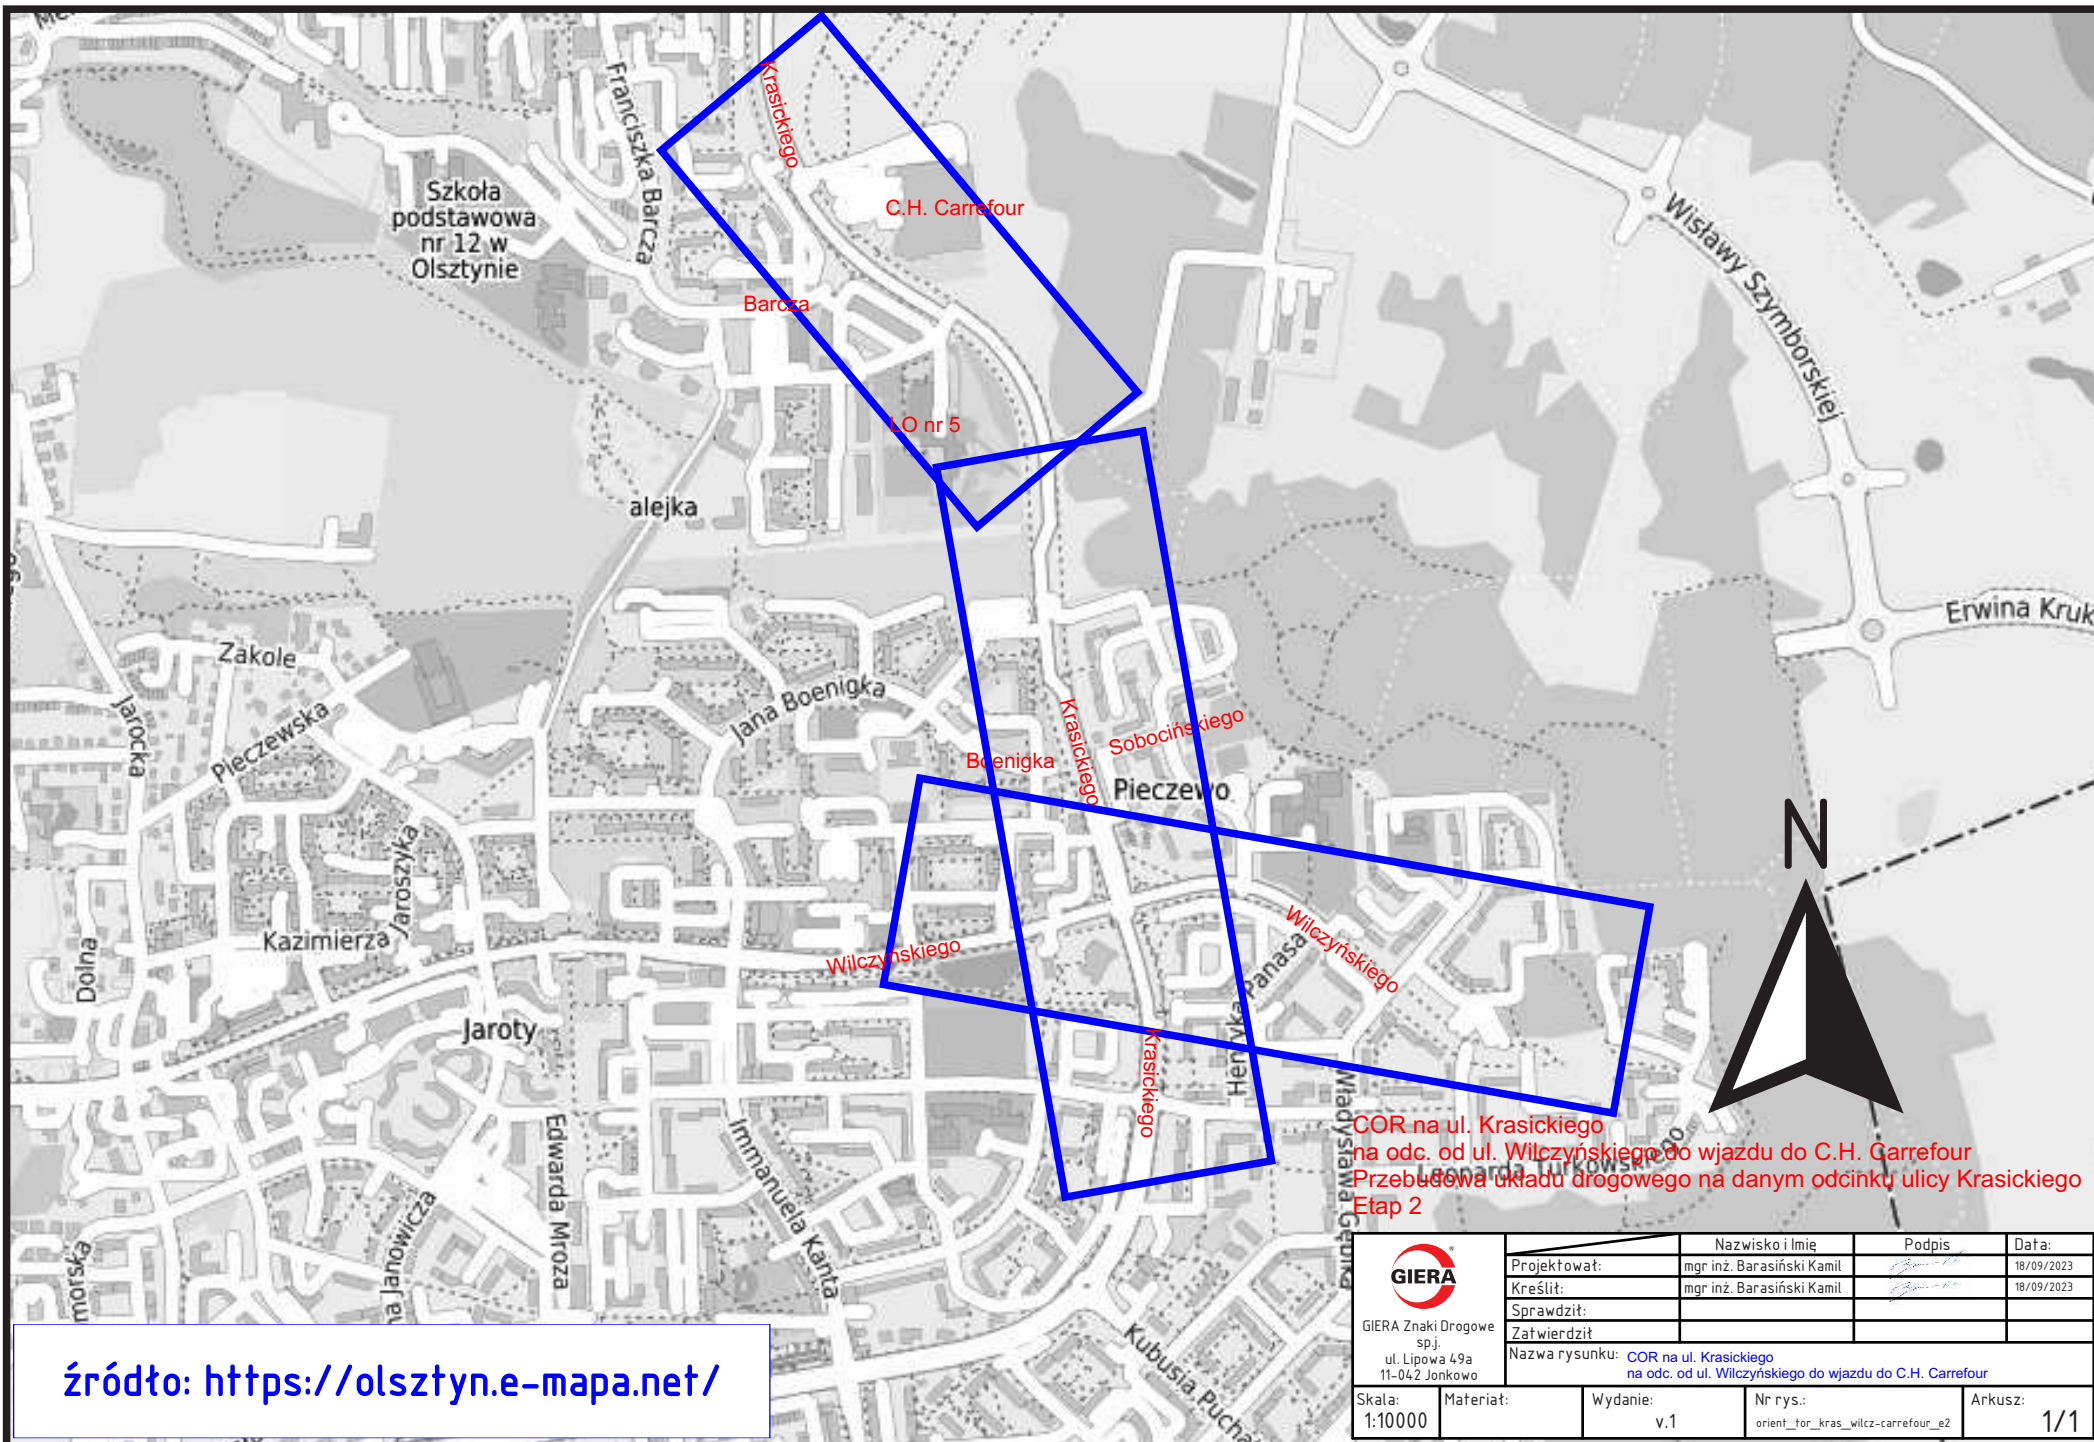 Krasickiego
Franciszka Barcza
Szkoła
podstawowa
nr 12 w
Olsztynie
C.H. Carrefour
Wisławy Szymborskiej
Barcza
LO nr 5
alejka
Erwina Kruk
Zakole
Jarocka
Pieczewska
Jana Boenigka
Krasickiego
Sobocińskiego
Boenigka
Pieczewo
N
Jaroszyka
Kazimierza
Dolna
Wilczyńskiego
Wilczyńskiego
Henryka Panasa
Jaroty
Krasickiego
Edwarda Mroza
Immanuela Kanta
Władysława Gębika
Leonarda Turkowskiego
Kubusia Puchat
COR na ul. Krasickiego
na odc. od ul. Wilczyńskiego do wjazdu do C.H. Carrefour
Przebudowa układu drogowego na danym odcinku ulicy Krasickiego
Etap 2
źródło: https://olsztyn.e-mapa.net/
GIERA
GIERA Znaki Drogowe
sp.j.
ul. Lipowa 49a
11-042 Jonkowo
Nazwisko i Imię Podpis Data:
Projektował: mgr inż. Barasiński Kamil 18/09/2023
Kreślił: mgr inż. Barasiński Kamil 18/09/2023
Sprawdził:
Zatwierdził
Nazwa rysunku: COR na ul. Krasickiego
na odc. od ul. Wilczyńskiego do wjazdu do C.H. Carrefour
Skala: 1:10000
Materiał:
Wydanie: v.1
Nr rys.: orient_tor_kras_wilcz-carrefour_e2
Arkusz: 1/1